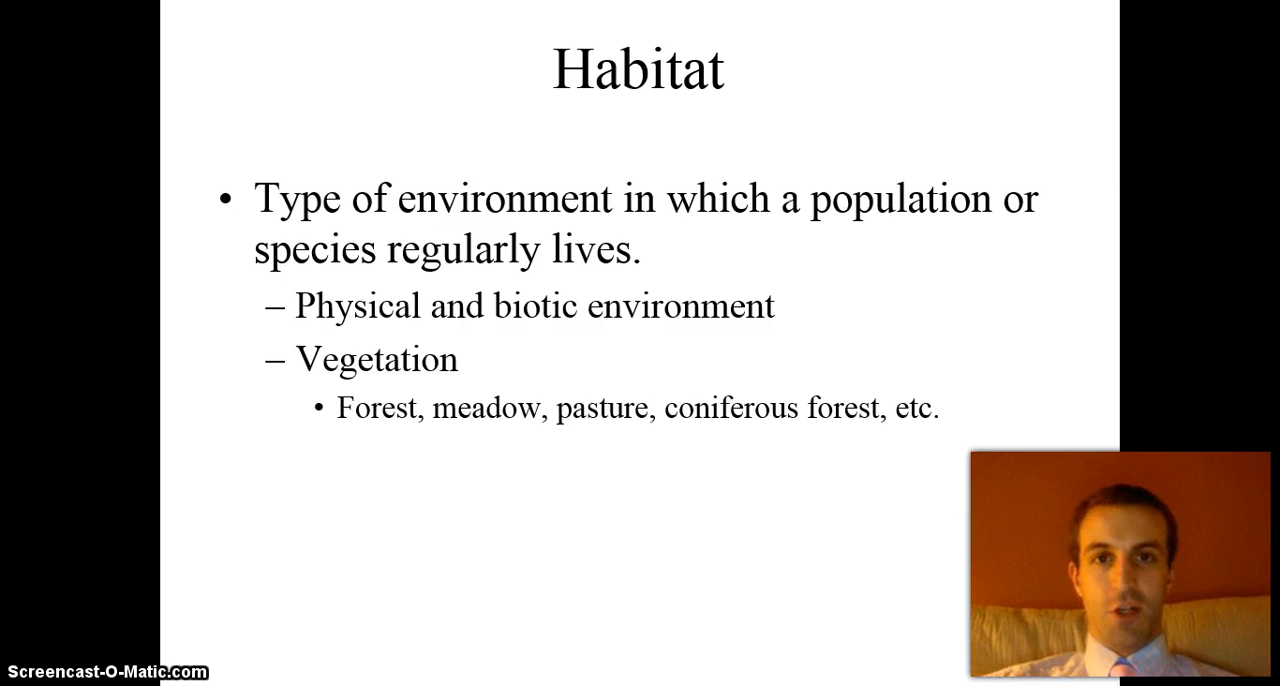 Habitat
• Type of environment in which a population or
species regularly lives.
– Physical and biotic environment
– Vegetation
• Forest, meadow, pasture, coniferous forest, etc.
Screencast-O-Matic.com